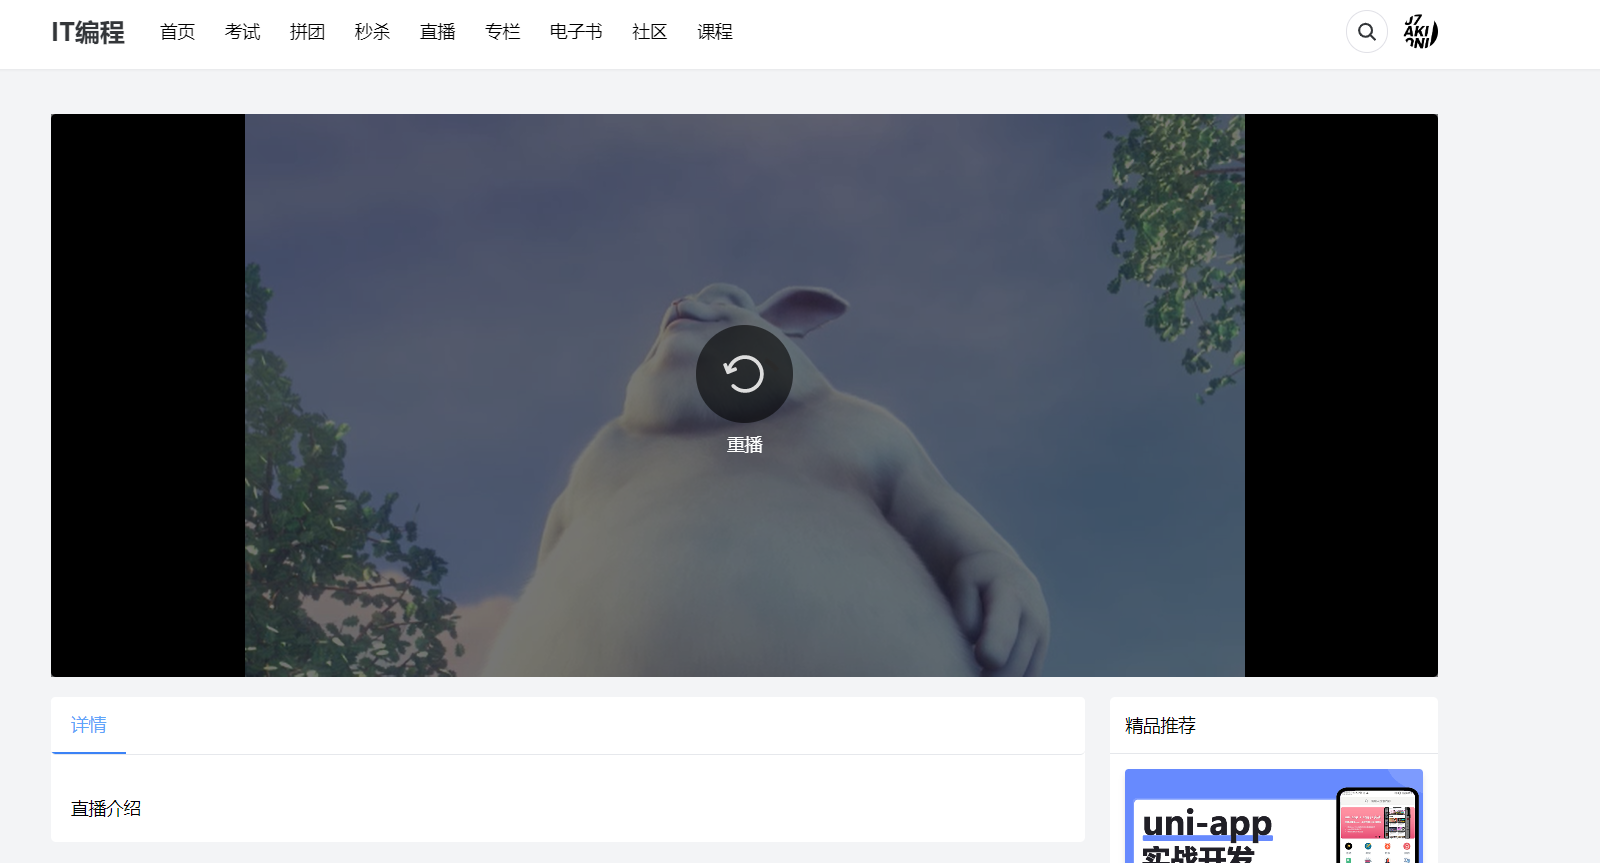 IT编程 首页 考试 拼团 秒杀 直播 专栏 电子书 社区 课程
重播
详情
精品推荐
直播介绍
uni-app
实战开发